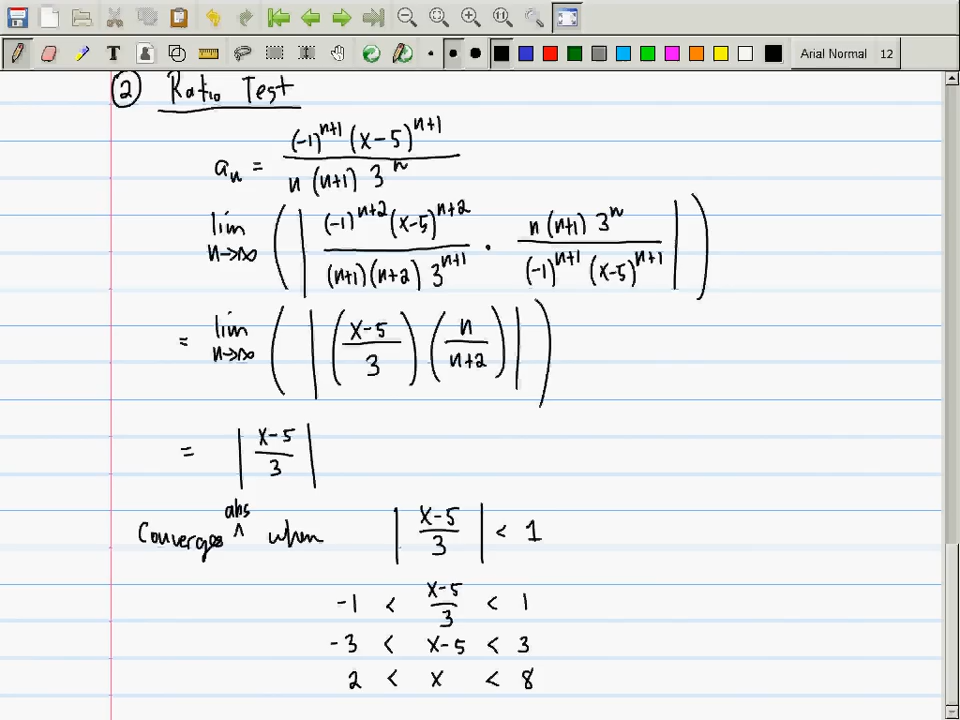 T Arial Normal 12
② Ratio Test
aₙ = (-1)^(n+1) (x-5)^(n+1) / n (n+1) 3^n
lim n→∞ ( | (-1)^(n+2) (x-5)^(n+2) / (n+1)(n+2) 3^(n+1) · n (n+1) 3^n / (-1)^(n+1) (x-5)^(n+1) | )
= lim n→∞ ( | ( x-5 / 3 ) ( n / n+2 ) | )
= | x-5 / 3 |
Converges ^abs when | x-5 / 3 | < 1
-1 < x-5 / 3 < 1
-3 < x-5 < 3
2 < x < 8